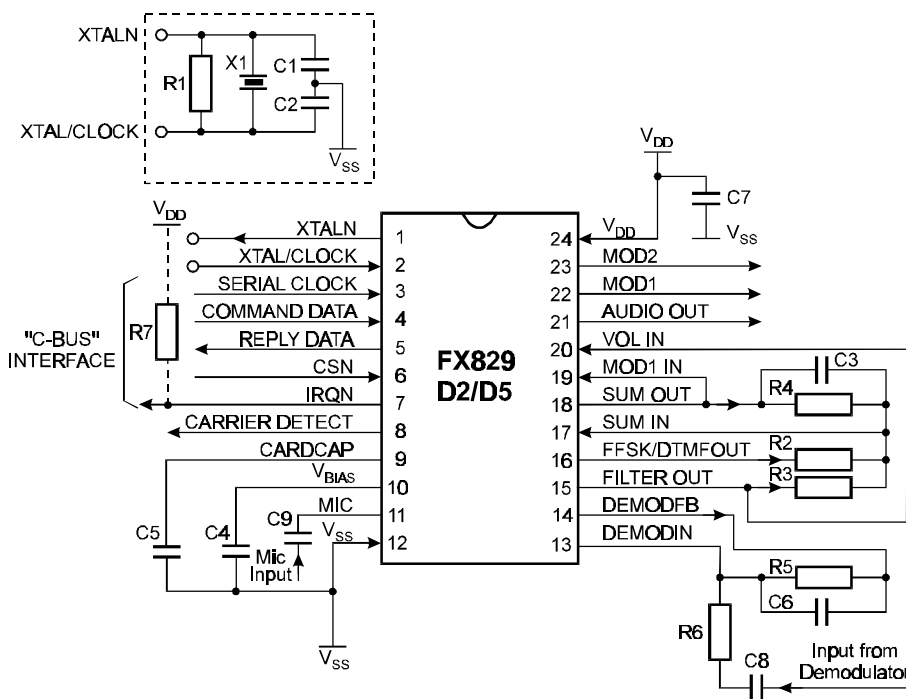 XTALN
R1
X1
C1
C2
XTAL/CLOCK
VSS
VDD
C7
VSS
VDD
XTALN
1
XTAL/CLOCK
2
SERIAL CLOCK
3
COMMAND DATA
4
REPLY DATA
5
CSN
6
IRQN
7
CARRIER DETECT
8
CARDCAP
9
VBIAS
10
MIC
11
VSS
12
"C-BUS"
INTERFACE
R7
C5
C4
C9
Mic
Input
VSS
FX829
D2/D5
24
VDD
23
MOD2
22
MOD1
21
AUDIO OUT
20
VOL IN
19
MOD1 IN
18
SUM OUT
17
SUM IN
16
FFSK/DTMFOUT
15
FILTER OUT
14
DEMODFB
13
DEMODIN
C3
R4
R2
R3
R5
C6
R6
C8
Input from
Demodulator